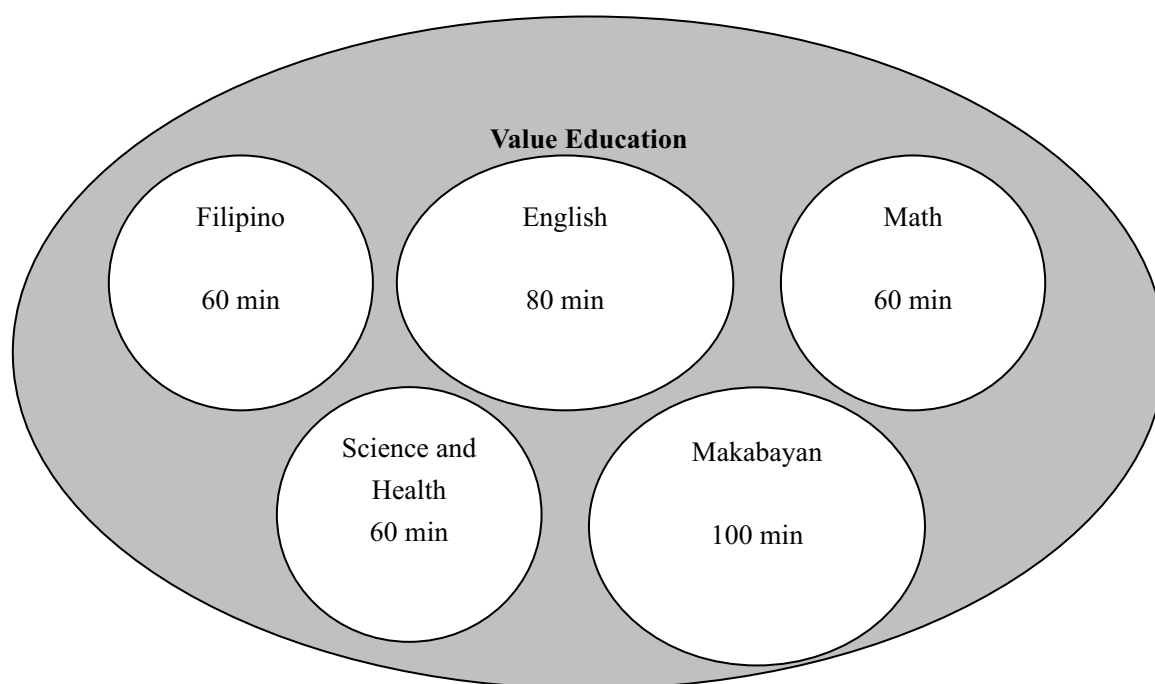 Value Education
Filipino
60 min
English
80 min
Math
60 min
Science and
Health
60 min
Makabayan
100 min